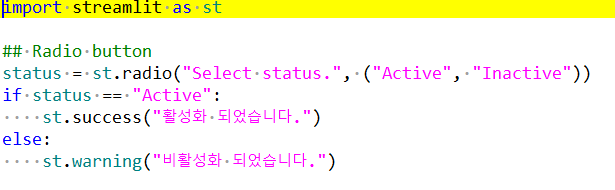 import streamlit as st
## Radio button
status = st.radio("Select status.", ("Active", "Inactive"))
if status == "Active":
    st.success("활성화 되었습니다.")
else:
    st.warning("비활성화 되었습니다.")